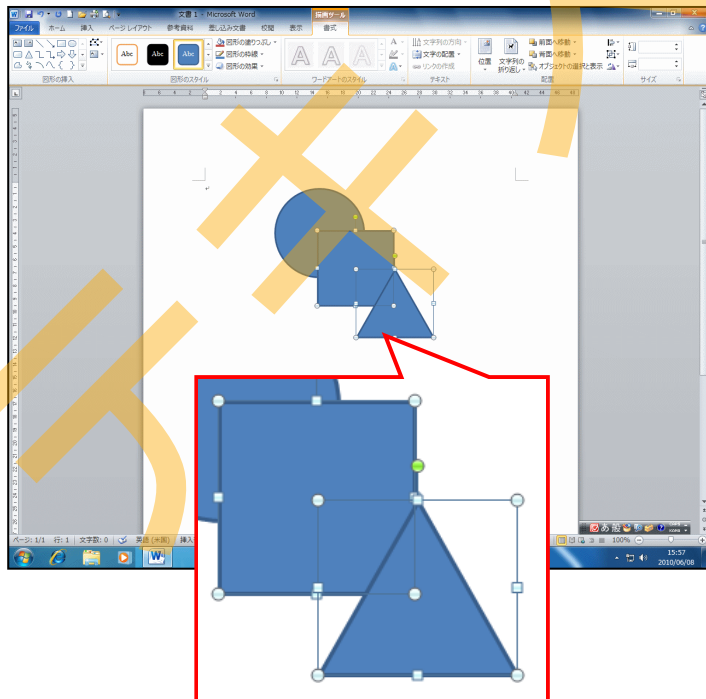 文書 1 - Microsoft Word
描画ツール
ファイル ホーム 挿入 ページ レイアウト 参考資料 差し込み文書 校閲 表示 書式
Abc Abc Abc
図形の塗りつぶし
図形の枠線
図形の効果
A A A
文字列の方向
文字の配置
リンクの作成
位置
文字列の
折り返し
前面へ移動
背面へ移動
オブジェクトの選択と表示
図形の挿入 図形のスタイル ワードアートのスタイル テキスト 配置 サイズ
ページ: 1/1 行: 1 文字数: 0 英語 (米国) 挿入
あ 般
100%
15:57
2010/06/08